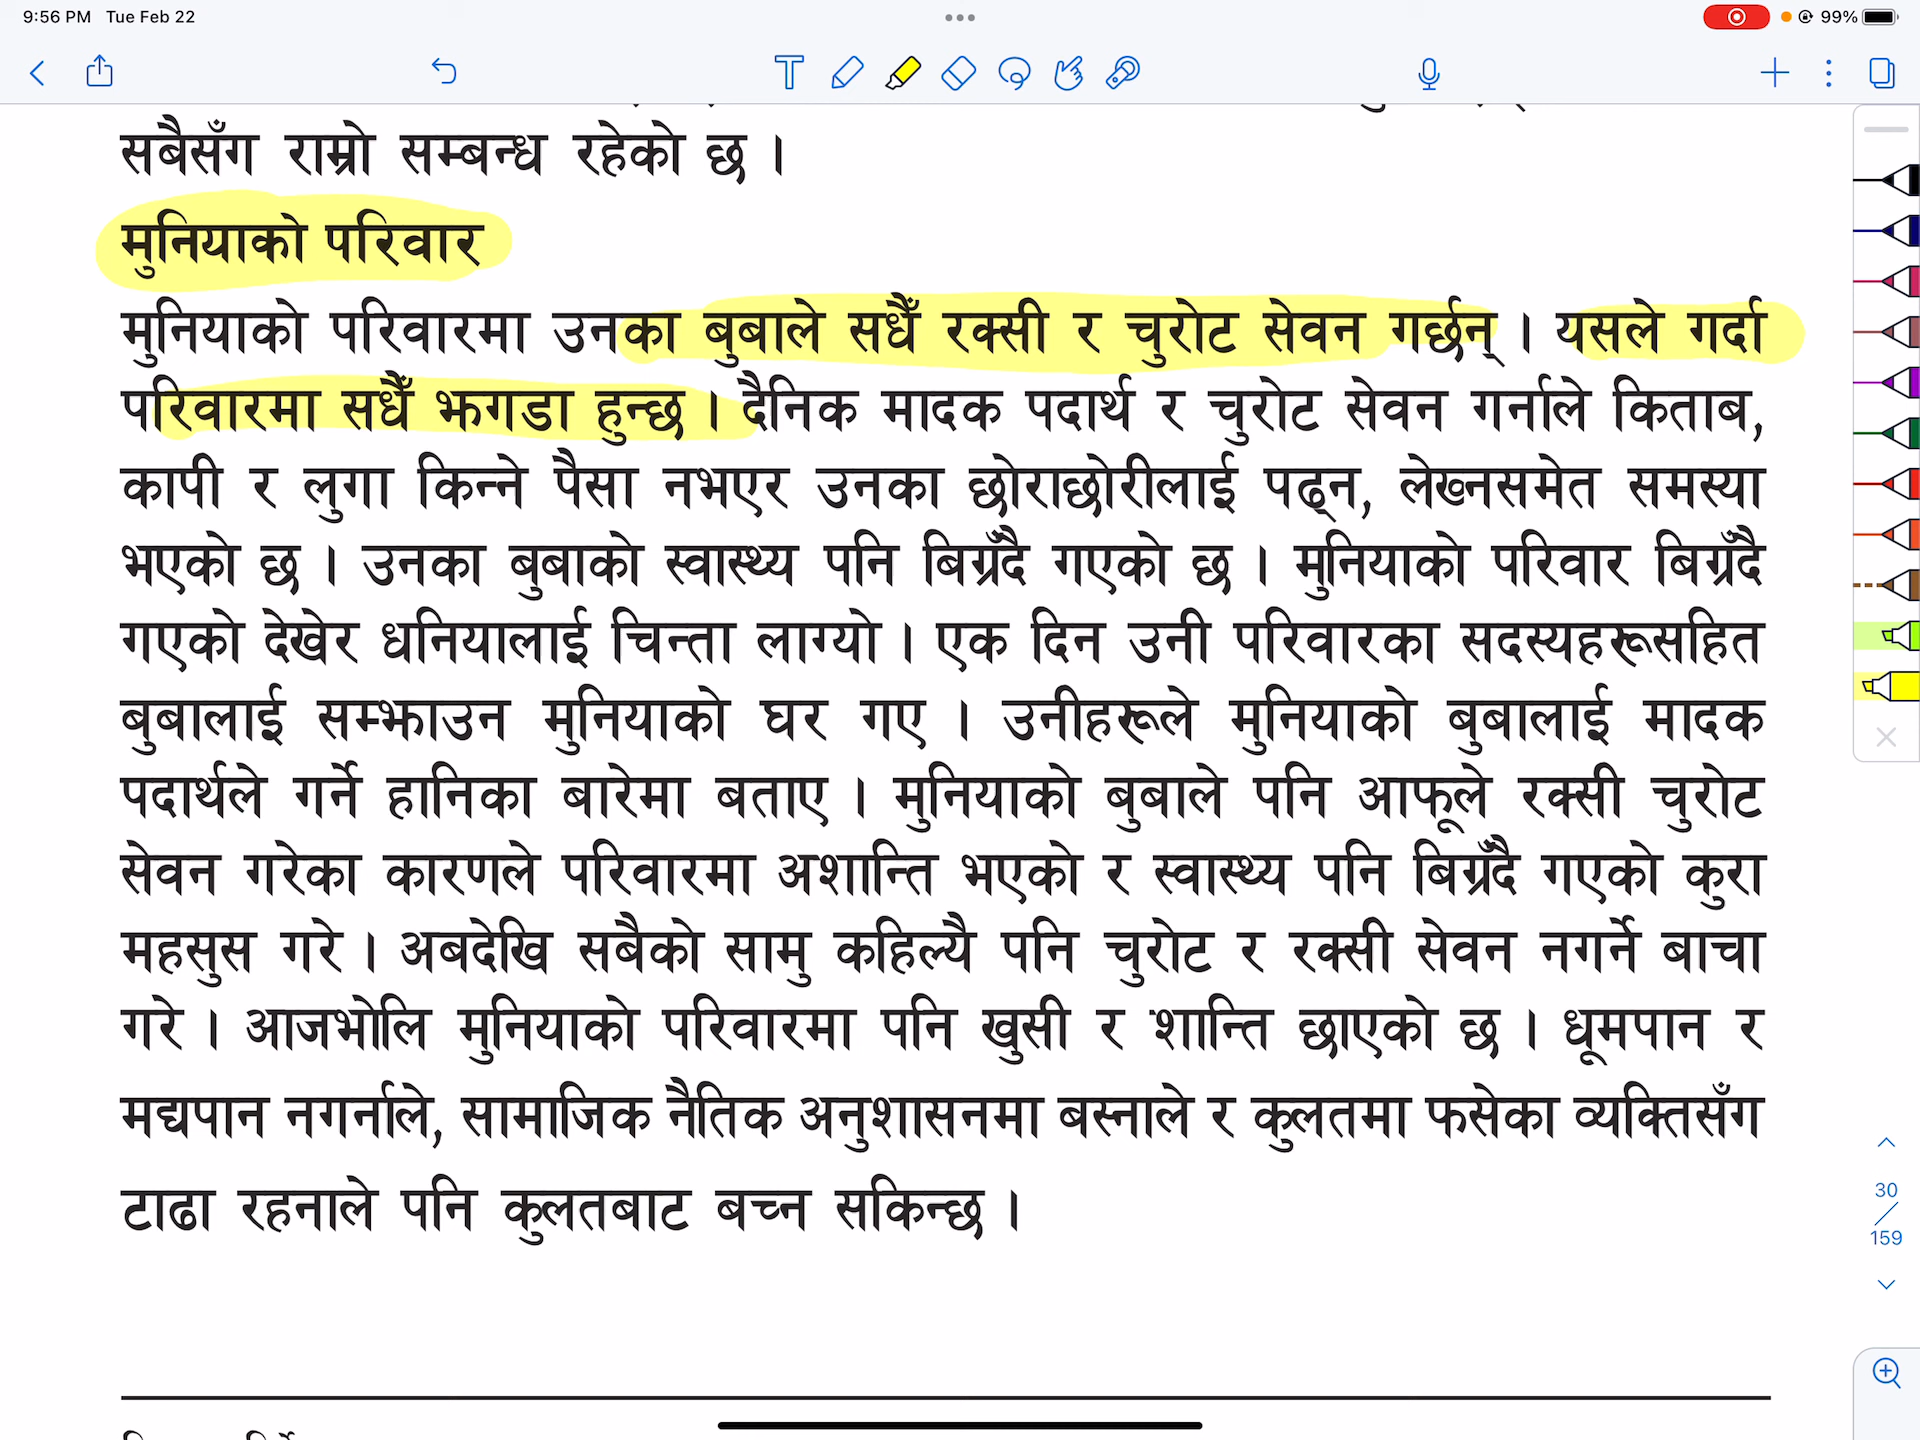 9:56 PM Tue Feb 22
99%
सबैसँग राम्रो सम्बन्ध रहेको छ ।
मुनियाको परिवार
मुनियाको परिवारमा उनका बुबाले सधैँ रक्सी र चुरोट सेवन गर्छन् । यसले गर्दा
परिवारमा सधैँ झगडा हुन्छ । दैनिक मादक पदार्थ र चुरोट सेवन गर्नाले किताब,
कापी र लुगा किन्ने पैसा नभएर उनका छोराछोरीलाई पढ्न, लेख्नसमेत समस्या
भएको छ । उनका बुबाको स्वास्थ्य पनि बिग्रँदै गएको छ । मुनियाको परिवार बिग्रँदै
गएको देखेर धनियालाई चिन्ता लाग्यो । एक दिन उनी परिवारका सदस्यहरूसहित
बुबालाई सम्झाउन मुनियाको घर गए । उनीहरूले मुनियाको बुबालाई मादक
पदार्थले गर्ने हानिका बारेमा बताए । मुनियाको बुबाले पनि आफूले रक्सी चुरोट
सेवन गरेका कारणले परिवारमा अशान्ति भएको र स्वास्थ्य पनि बिग्रँदै गएको कुरा
महसुस गरे । अबदेखि सबैको सामु कहिल्यै पनि चुरोट र रक्सी सेवन नगर्ने बाचा
गरे । आजभोलि मुनियाको परिवारमा पनि खुसी र शान्ति छाएको छ । धूमपान र
मद्यपान नगर्नाले, सामाजिक नैतिक अनुशासनमा बस्नाले र कुलतमा फसेका व्यक्तिसँग
टाढा रहनाले पनि कुलतबाट बच्न सकिन्छ ।
30
159